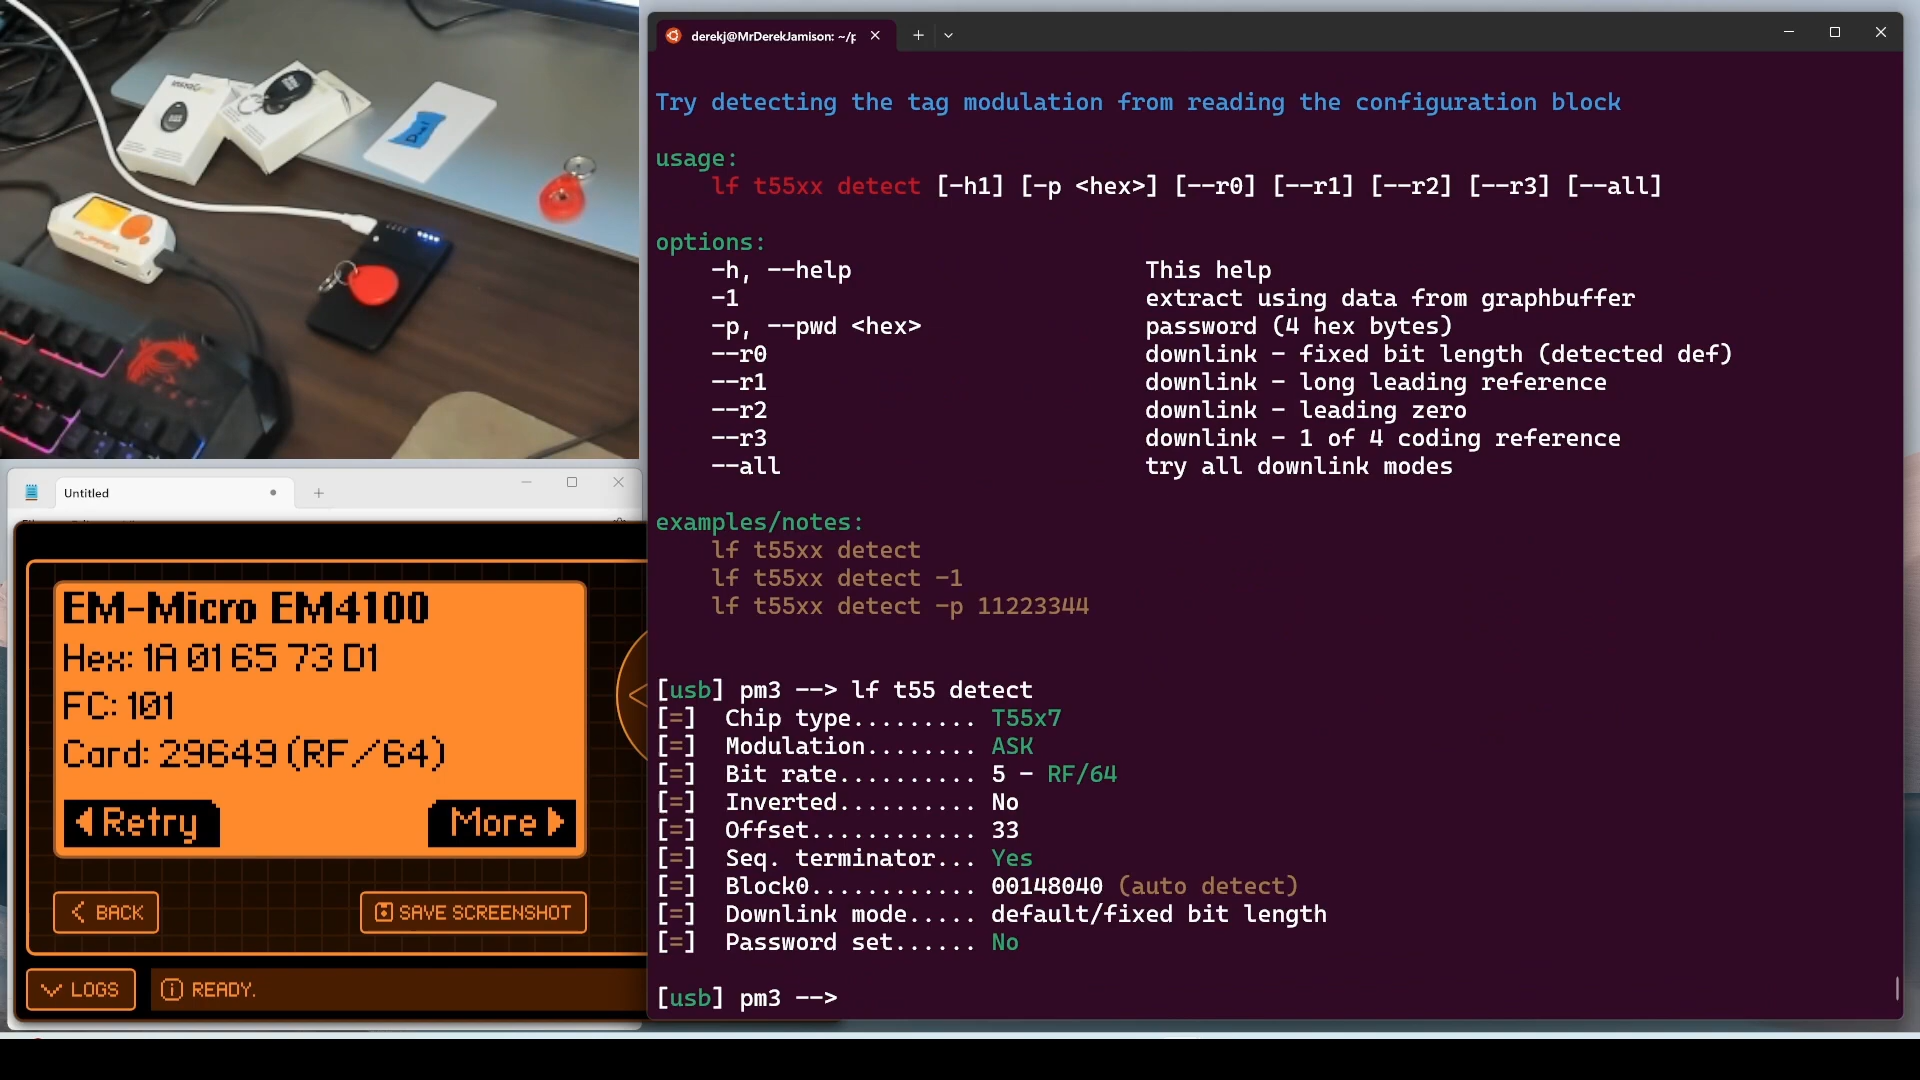 derekj@MrDerekJamison: ~/p
Try detecting the tag modulation from reading the configuration block
usage:
lf t55xx detect [-h1] [-p <hex>] [--r0] [--r1] [--r2] [--r3] [--all]
options:
-h, --help This help
-1 extract using data from graphbuffer
-p, --pwd <hex> password (4 hex bytes)
--r0 downlink - fixed bit length (detected def)
--r1 downlink - long leading reference
--r2 downlink - leading zero
--r3 downlink - 1 of 4 coding reference
--all try all downlink modes
examples/notes:
lf t55xx detect
lf t55xx detect -1
lf t55xx detect -p 11223344
[usb] pm3 --> lf t55 detect
[=] Chip type......... T55x7
[=] Modulation........ ASK
[=] Bit rate.......... 5 - RF/64
[=] Inverted.......... No
[=] Offset............ 33
[=] Seq. terminator... Yes
[=] Block0............ 00148040 (auto detect)
[=] Downlink mode..... default/fixed bit length
[=] Password set...... No
[usb] pm3 -->
Dual
FLIPPER
Untitled
EM-Micro EM4100
Hex: 1A 01 65 73 D1
FC: 101
Card: 29649 (RF/64)
Retry
More
BACK
SAVE SCREENSHOT
LOGS
READY.